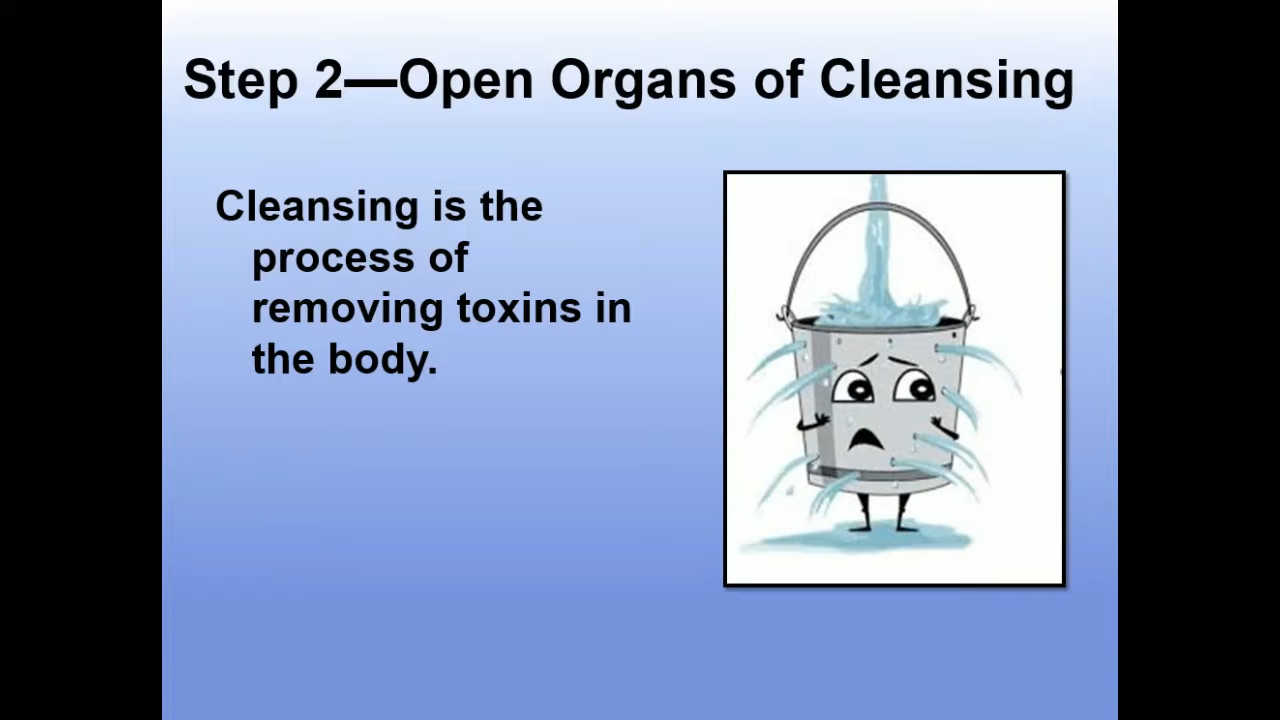 Step 2—Open Organs of Cleansing
Cleansing is the
process of
removing toxins in
the body.